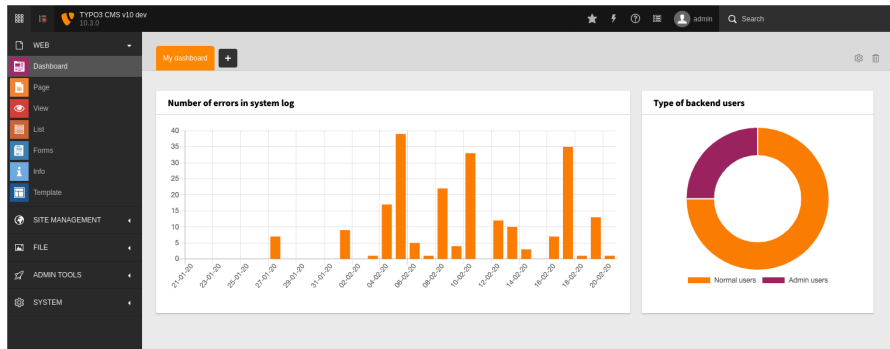 TYPO3 CMS v10 dev
10.3.0
admin
Search
WEB
Dashboard
Page
View
List
Forms
Info
Template
SITE MANAGEMENT
FILE
ADMIN TOOLS
SYSTEM
My dashboard
+
Number of errors in system log
40
35
30
25
20
15
10
5
0
21-01-20
23-01-20
25-01-20
27-01-20
29-01-20
31-01-20
02-02-20
04-02-20
06-02-20
08-02-20
10-02-20
12-02-20
14-02-20
16-02-20
18-02-20
20-02-20
Type of backend users
Normal users
Admin users